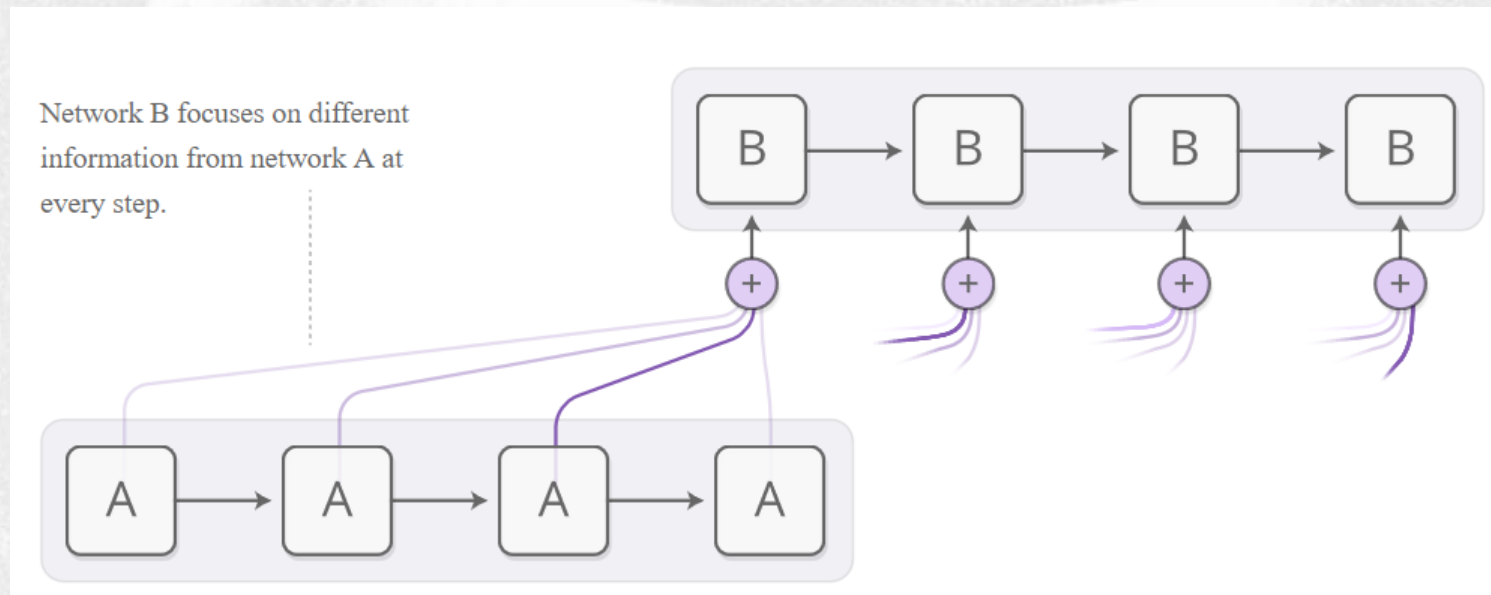 Network B focuses on different
information from network A at
every step.
B B B B
+ + + +
A A A A